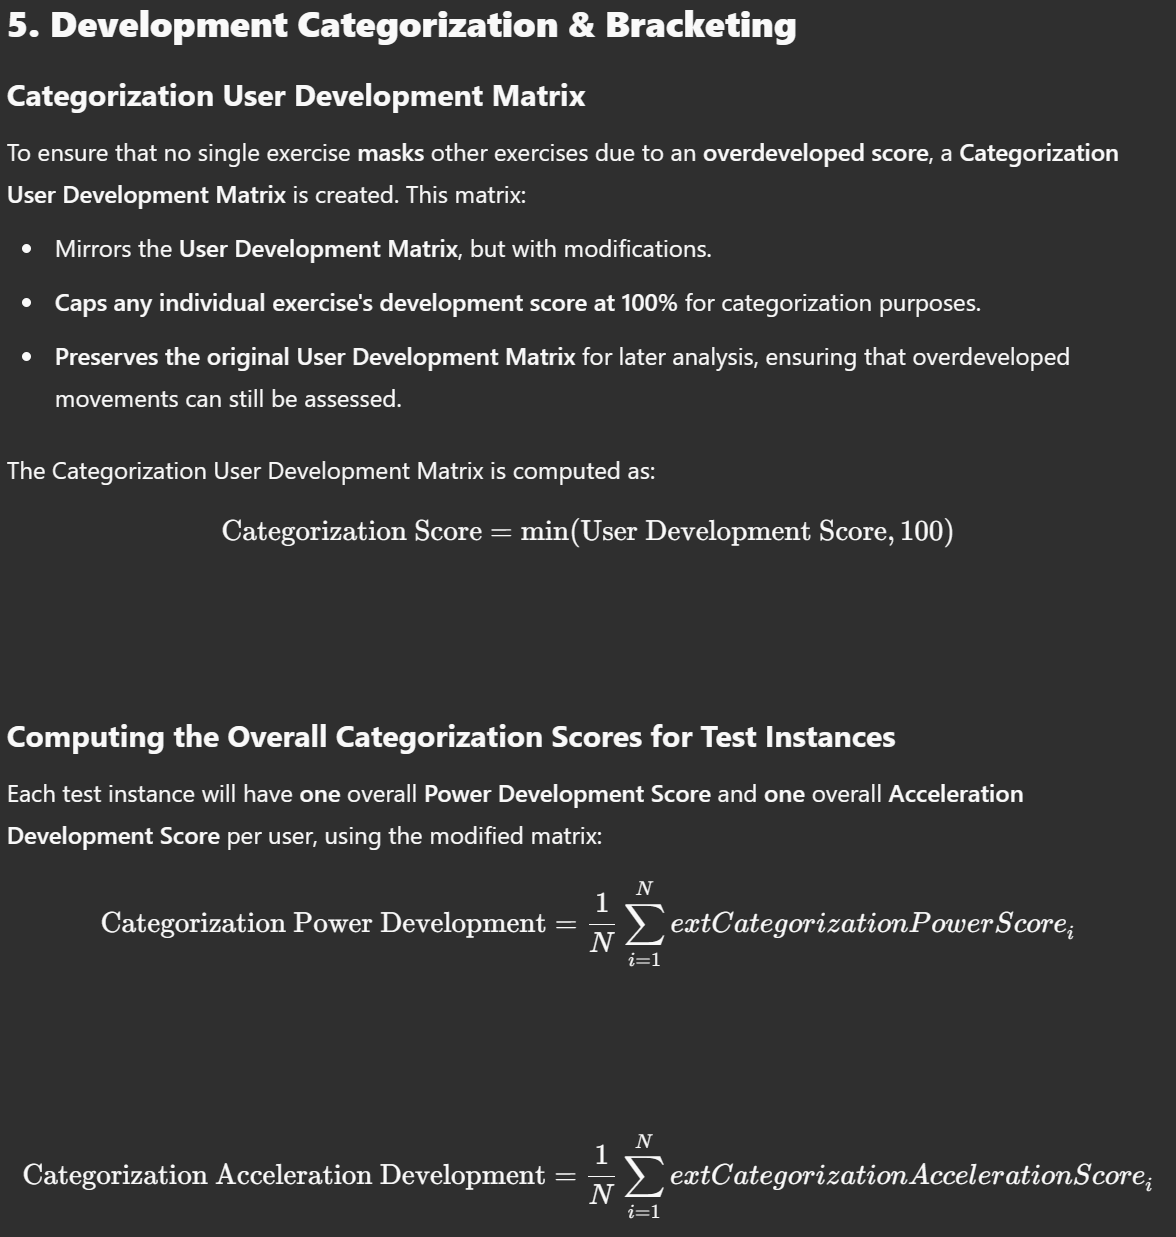 5. Development Categorization & Bracketing
Categorization User Development Matrix
To ensure that no single exercise masks other exercises due to an overdeveloped score, a Categorization
User Development Matrix is created. This matrix:
• Mirrors the User Development Matrix, but with modifications.
• Caps any individual exercise's development score at 100% for categorization purposes.
• Preserves the original User Development Matrix for later analysis, ensuring that overdeveloped
movements can still be assessed.
The Categorization User Development Matrix is computed as:
Categorization Score = min(User Development Score, 100)
Computing the Overall Categorization Scores for Test Instances
Each test instance will have one overall Power Development Score and one overall Acceleration
Development Score per user, using the modified matrix:
Categorization Power Development = \frac{1}{N} \sum_{i=1}^{N} extCategorizationPowerScore_i
Categorization Acceleration Development = \frac{1}{N} \sum_{i=1}^{N} extCategorizationAccelerationScore_i